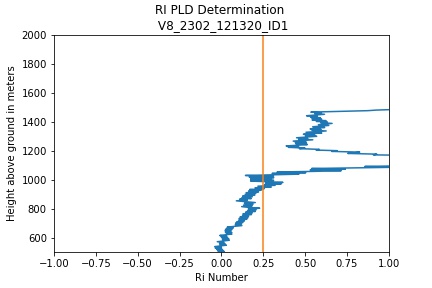 RI PLD Determination
V8_2302_121320_ID1
2000
1800
1600
1400
1200
1000
800
600
Height above ground in meters
−1.00 −0.75 −0.50 −0.25 0.00 0.25 0.50 0.75 1.00
Ri Number